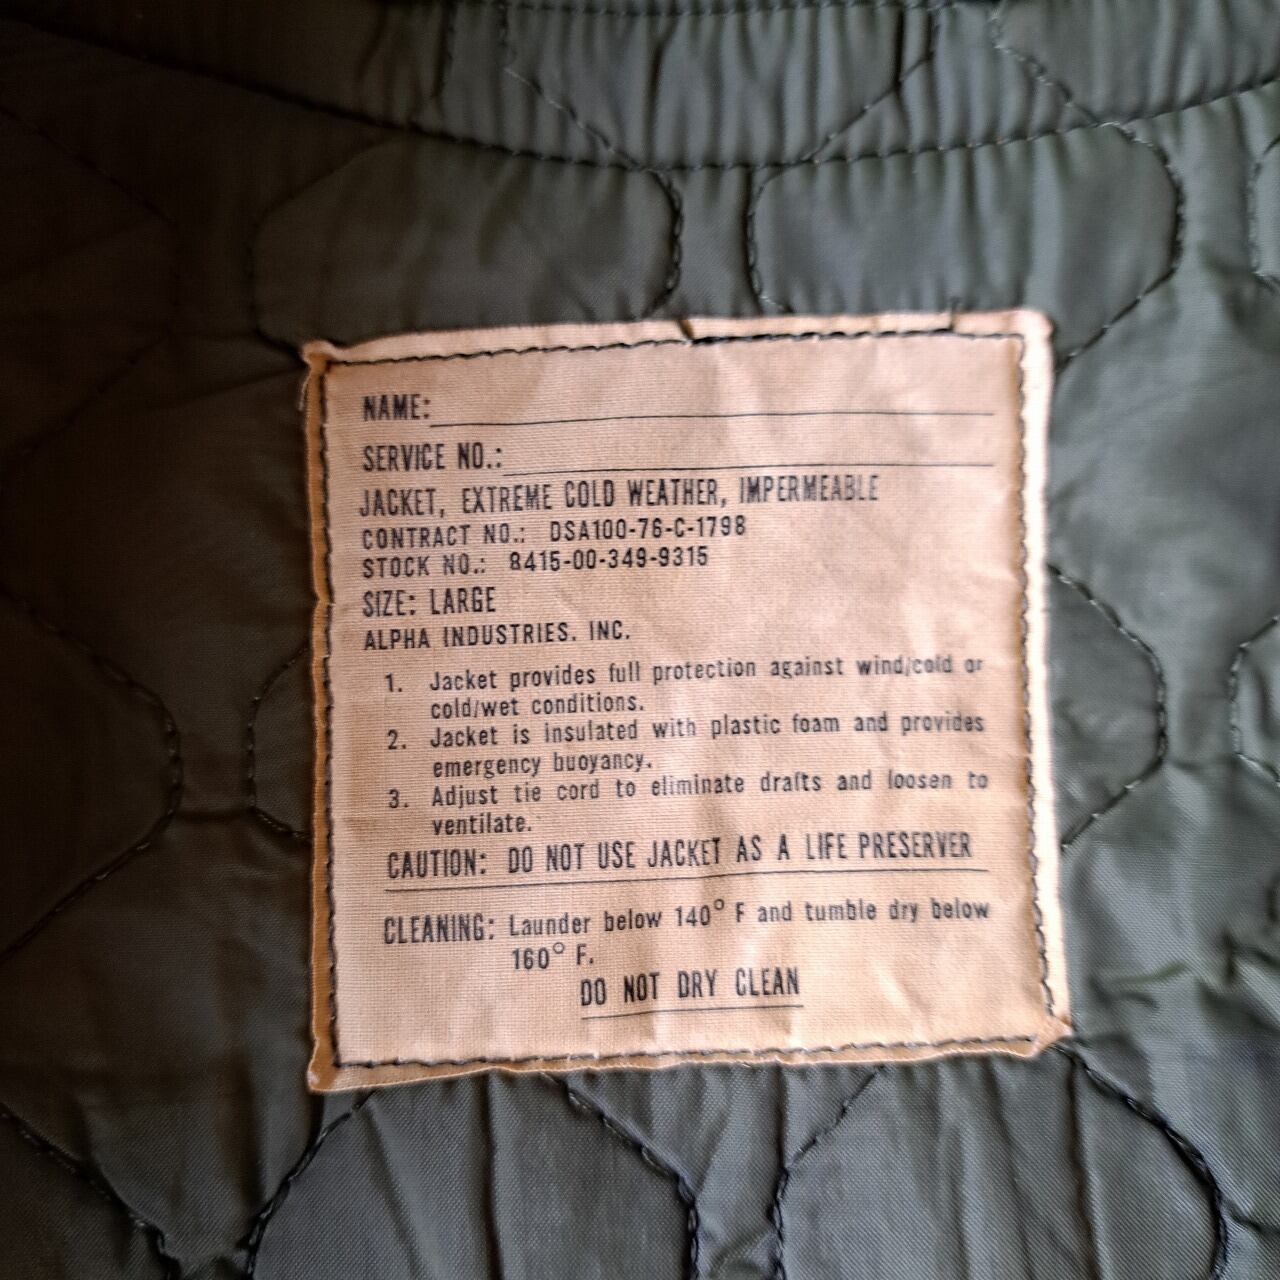 NAME:
SERVICE NO.:
JACKET, EXTREME COLD WEATHER, IMPERMEABLE
CONTRACT NO.: DSA100-76-C-1798
STOCK NO.: 8415-00-349-9315
SIZE: LARGE
ALPHA INDUSTRIES. INC.
1. Jacket provides full protection against wind/cold or
cold/wet conditions.
2. Jacket is insulated with plastic foam and provides
emergency buoyancy.
3. Adjust tie cord to eliminate drafts and loosen to
ventilate.
CAUTION: DO NOT USE JACKET AS A LIFE PRESERVER
CLEANING: Launder below 140° F and tumble dry below
160° F.
DO NOT DRY CLEAN